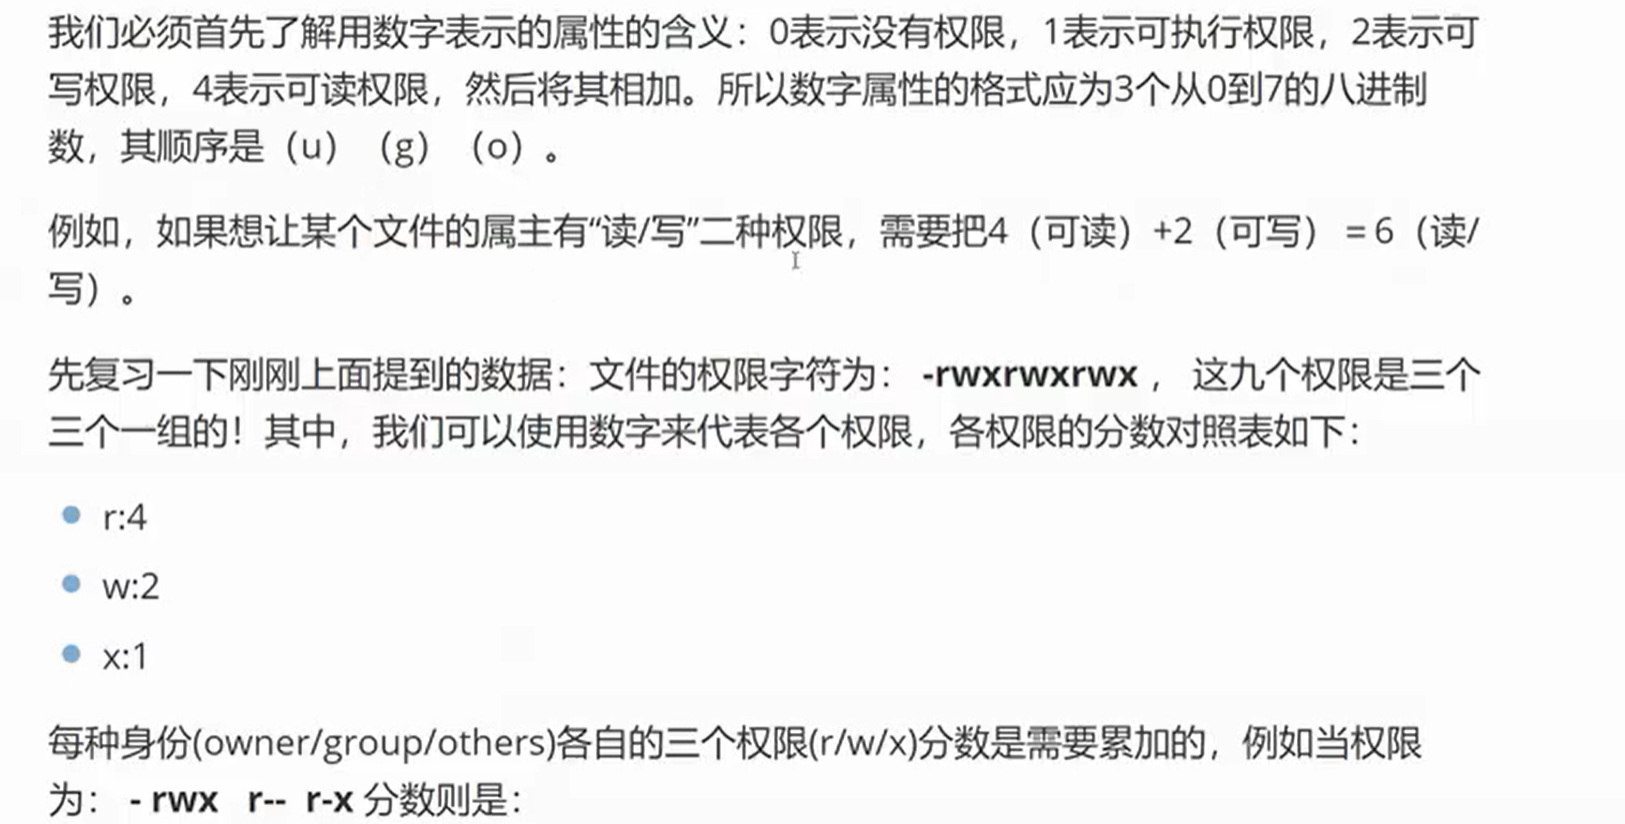 我们必须首先了解用数字表示的属性的含义：0表示没有权限，1表示可执行权限，2表示可
写权限，4表示可读权限，然后将其相加。所以数字属性的格式应为3个从0到7的八进制
数，其顺序是（u）（g）（o）。
例如，如果想让某个文件的属主有“读/写”二种权限，需要把4（可读）+2（可写）＝6（读/
写）。
先复习一下刚刚上面提到的数据：文件的权限字符为： -rwxrwxrwx ， 这九个权限是三个
三个一组的！其中，我们可以使用数字来代表各个权限，各权限的分数对照表如下：
r:4
w:2
x:1
每种身份(owner/group/others)各自的三个权限(r/w/x)分数是需要累加的，例如当权限
为： - rwx r-- r-x 分数则是：